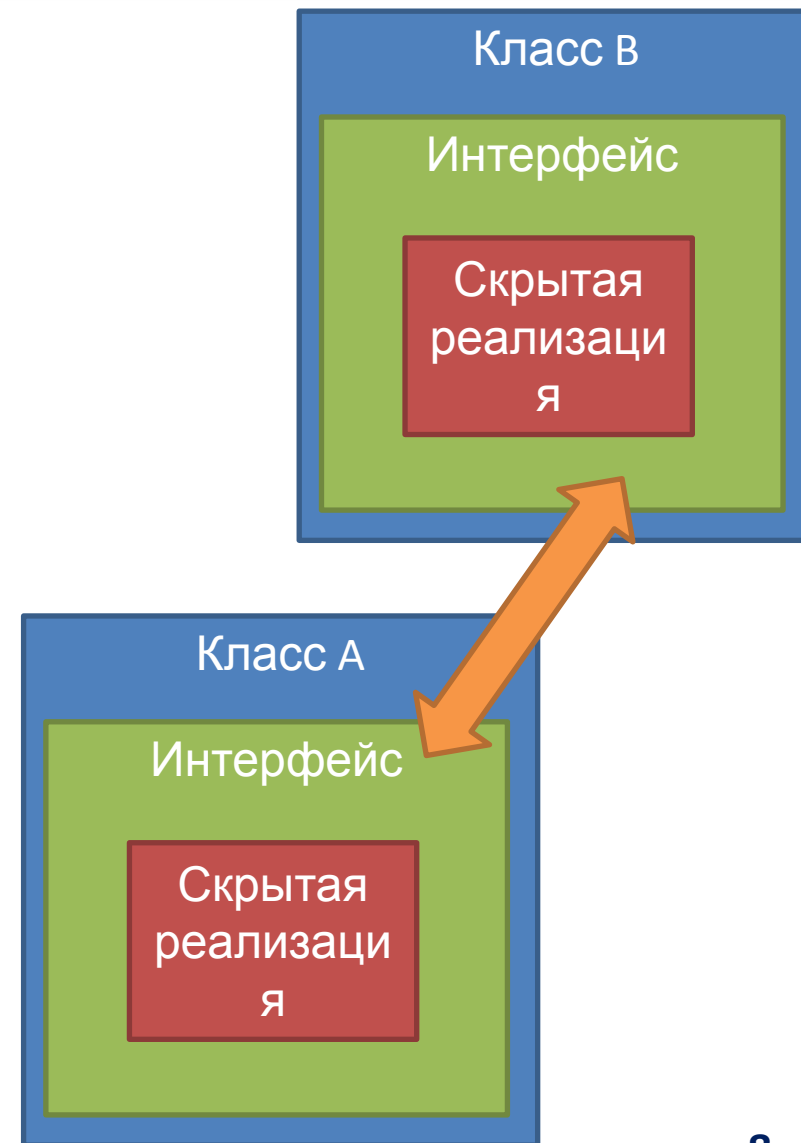 Класс B
Интерфейс
Скрытая
реализаци
я
Класс A
Интерфейс
Скрытая
реализаци
я